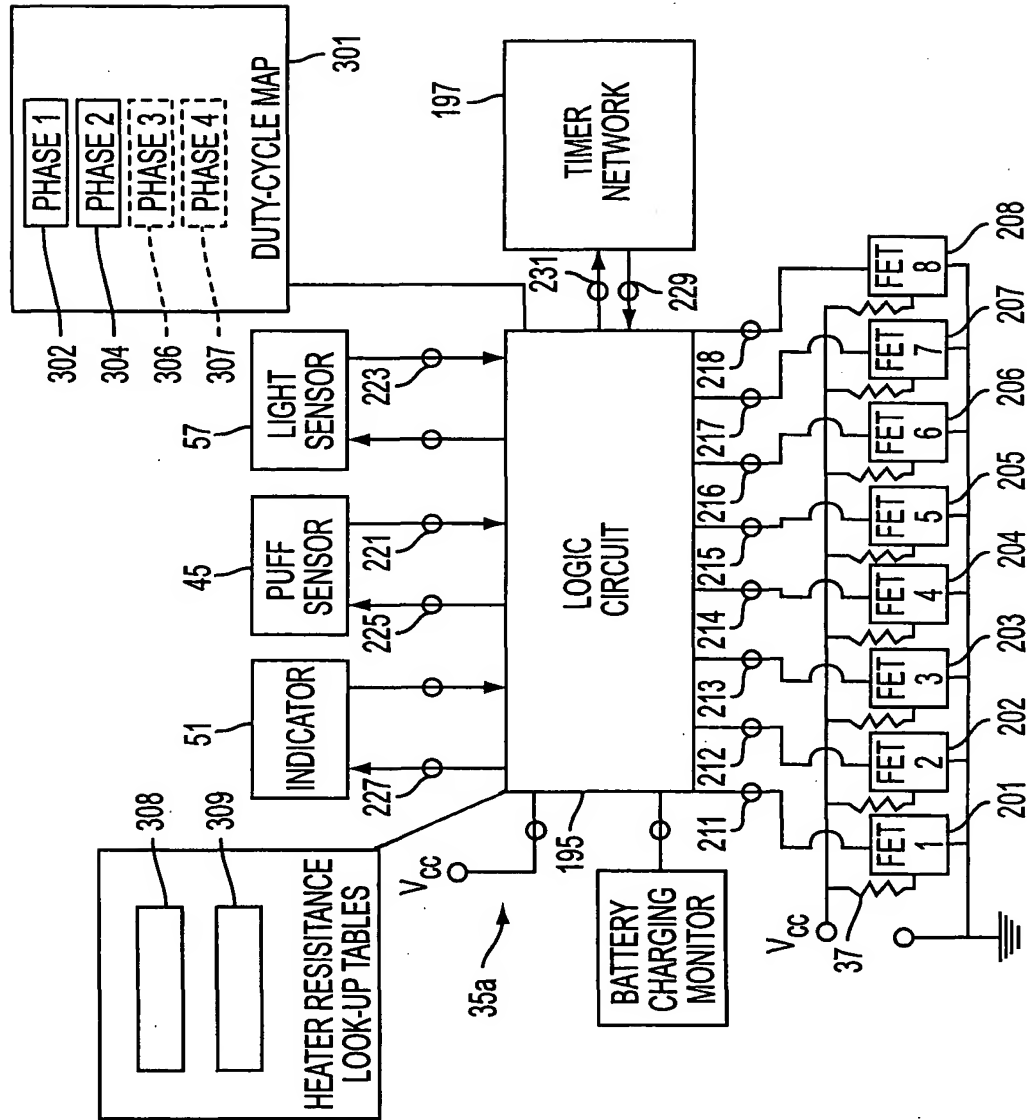 308
309
HEATER RESISITANCE
LOOK-UP TABLES
51
INDICATOR
227
45
PUFF
SENSOR
225
221
57
LIGHT
SENSOR
223
302
304
306
307
PHASE 1
PHASE 2
PHASE 3
PHASE 4
DUTY-CYCLE MAP
301
VCC
35a
195
LOGIC
CIRCUIT
231
229
TIMER
NETWORK
197
BATTERY
CHARGING
MONITOR
211
212
213
214
215
216
217
218
VCC
37
FET
1
FET
2
FET
3
FET
4
FET
5
FET
6
FET
7
FET
8
201
202
203
204
205
206
207
208